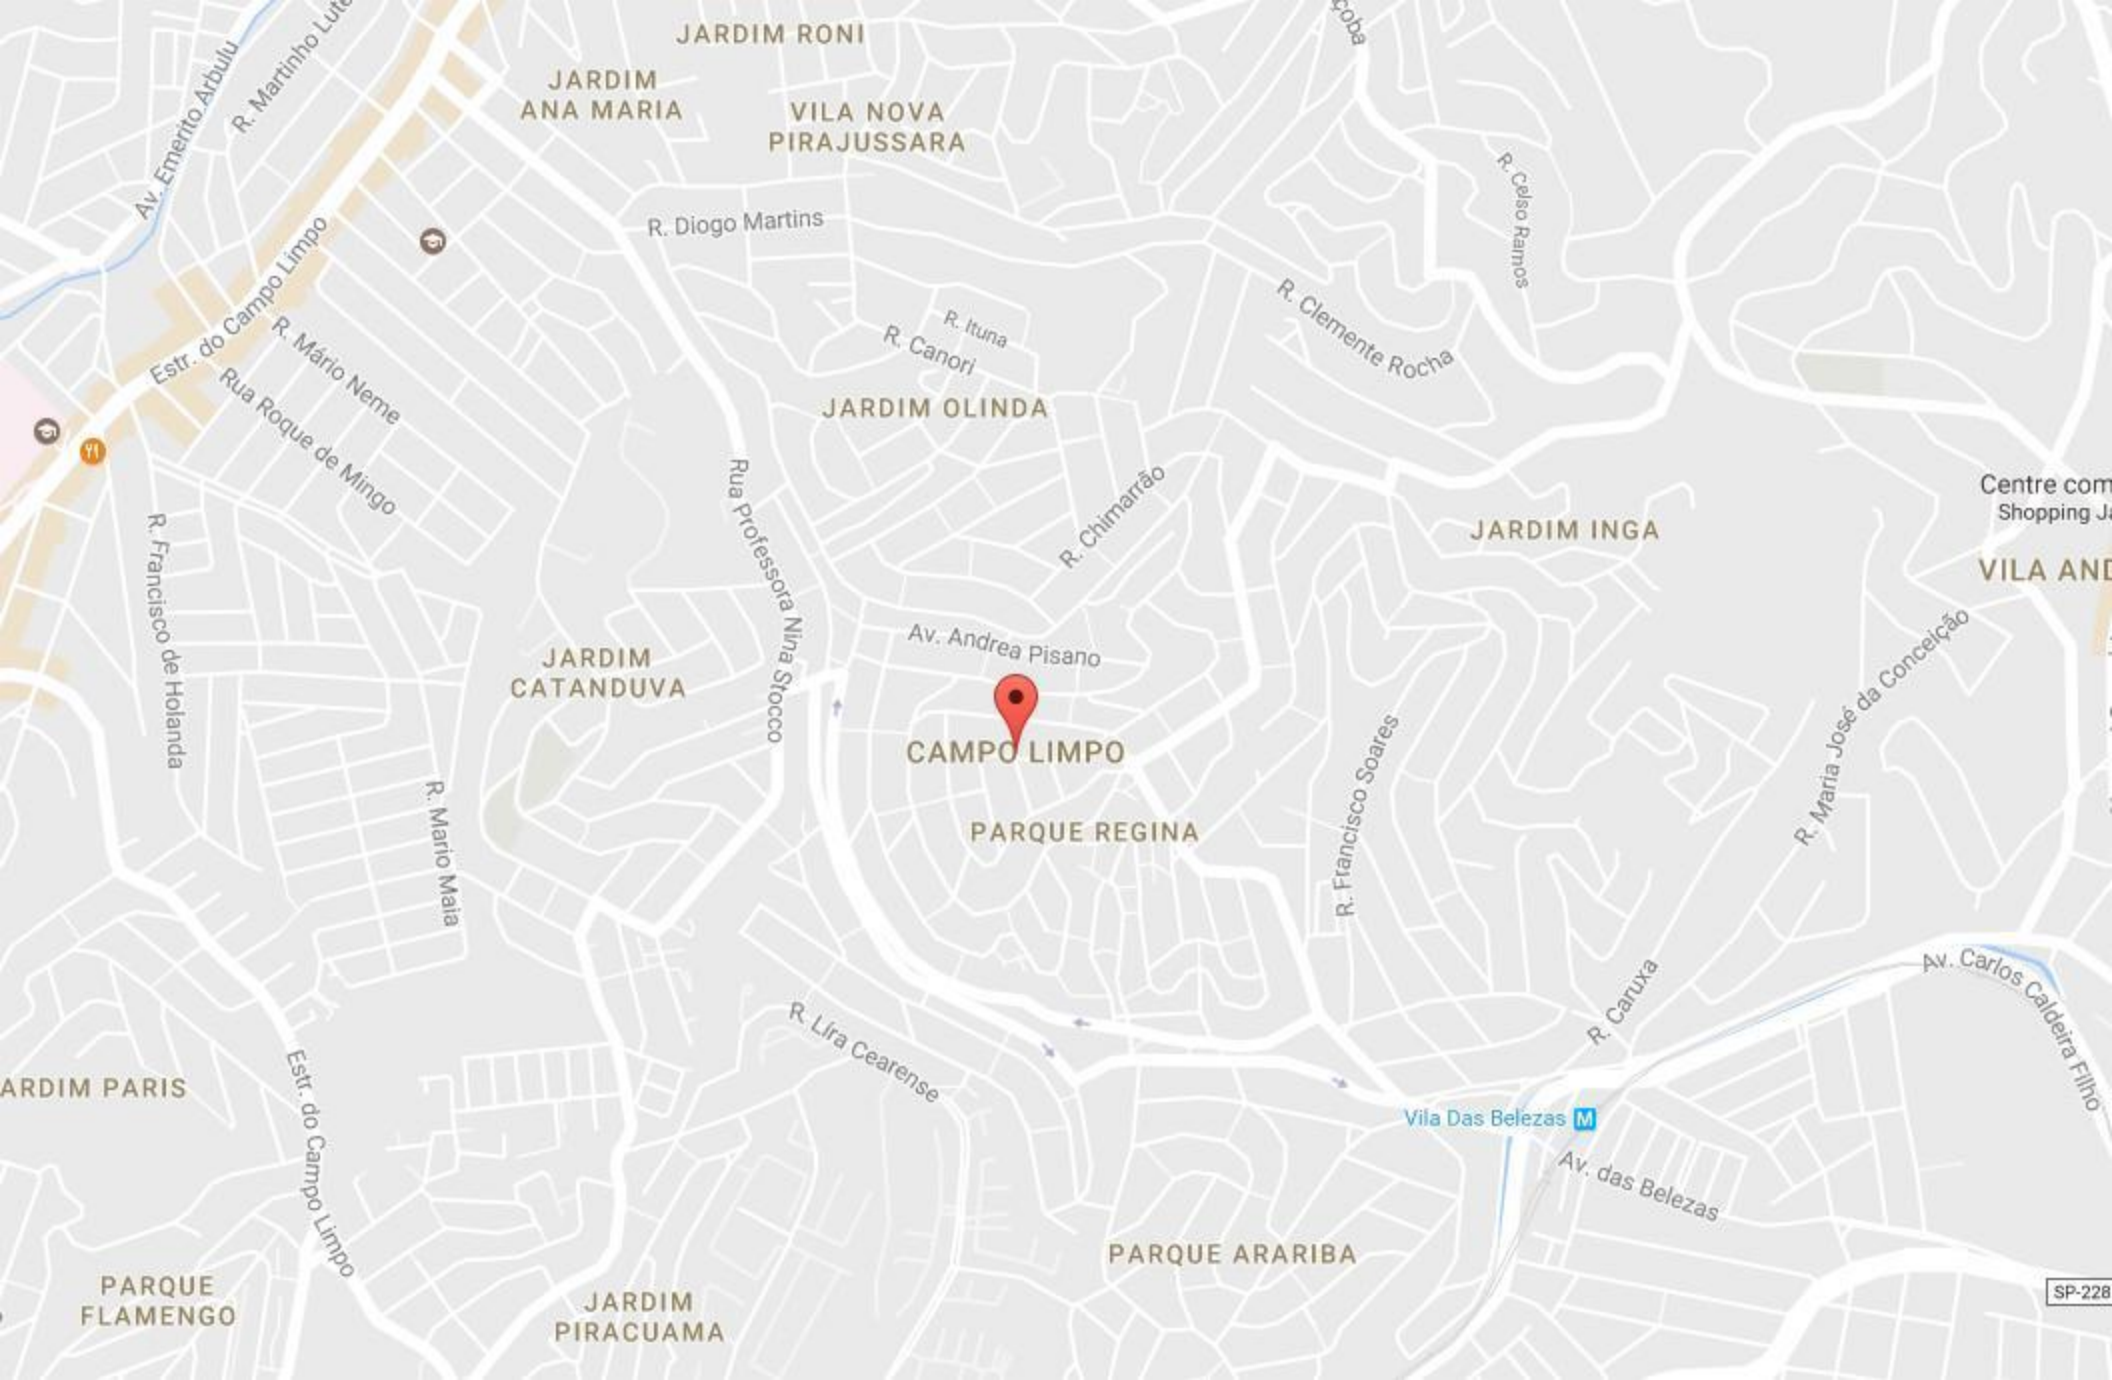 çoba
R. Martinho Lute
JARDIM RONI
Av. Emerito Arbulu
JARDIM
ANA MARIA
VILA NOVA
PIRAJUSSARA
R. Celso Ramos
R. Diogo Martins
Estr. do Campo Limpo
R. Clemente Rocha
R. Ituna
R. Canori
R. Mário Neme
Rua Roque de Mingo
JARDIM OLINDA
R. Chimarrão
Rua Professora Nina Stocco
Centre com
Shopping Ja
JARDIM INGA
VILA AND
R. Francisco de Holanda
Av. Andrea Pisano
JARDIM
CATANDUVA
R. Maria José da Conceição
CAMPO LIMPO
R. Francisco Soares
R. Mario Maia
PARQUE REGINA
R. Caruxa
Av. Carlos Caldeira Filho
R. Líra Cearense
ARDIM PARIS
Estr. do Campo Limpo
Vila Das Belezas M
Av. das Belezas
PARQUE ARARIBA
PARQUE
FLAMENGO
JARDIM
PIRACUAMA
SP-228